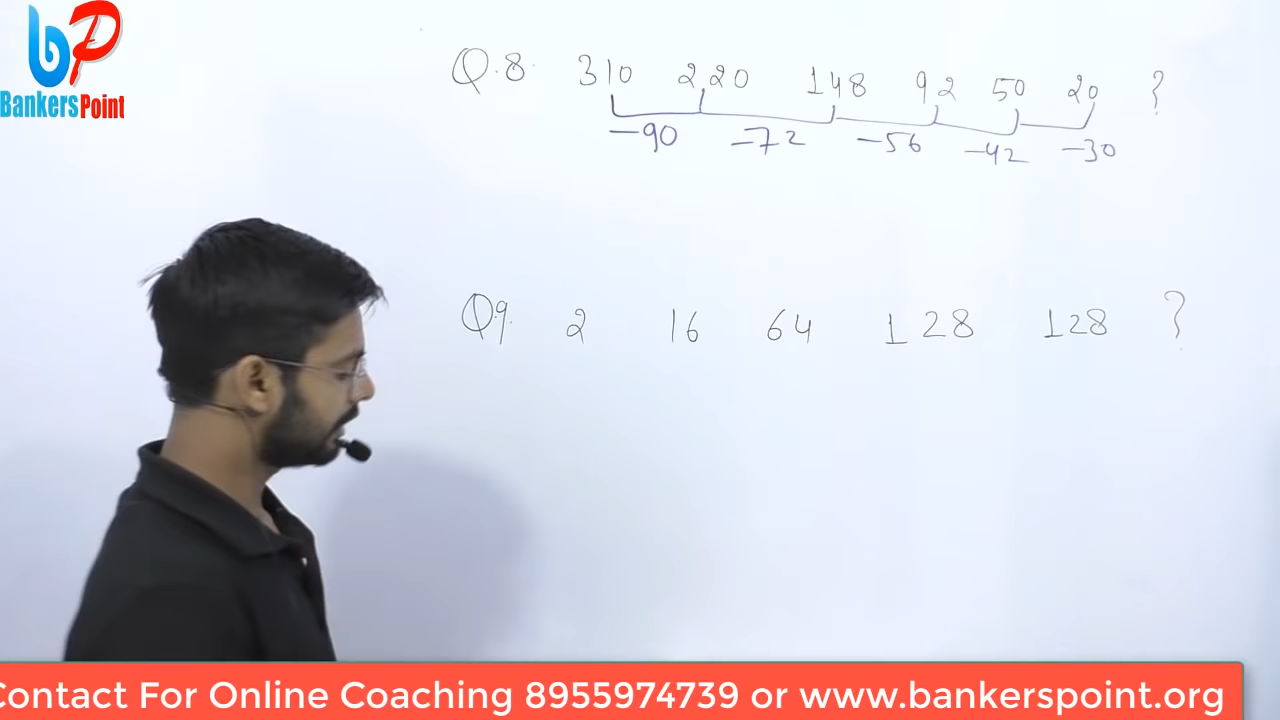 BankersPoint
Q.8. 310 220 148 92 50 20 ?
-90 -72 -56 -42 -30
Q9. 2 16 64 128 128 ?
Contact For Online Coaching 8955974739 or www.bankerspoint.org